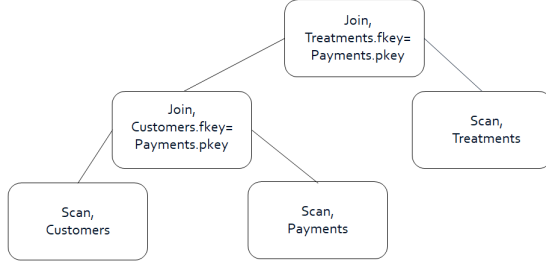 Join,
Treatments.fkey=
Payments.pkey
Join,
Customers.fkey=
Payments.pkey
Scan,
Treatments
Scan,
Customers
Scan,
Payments